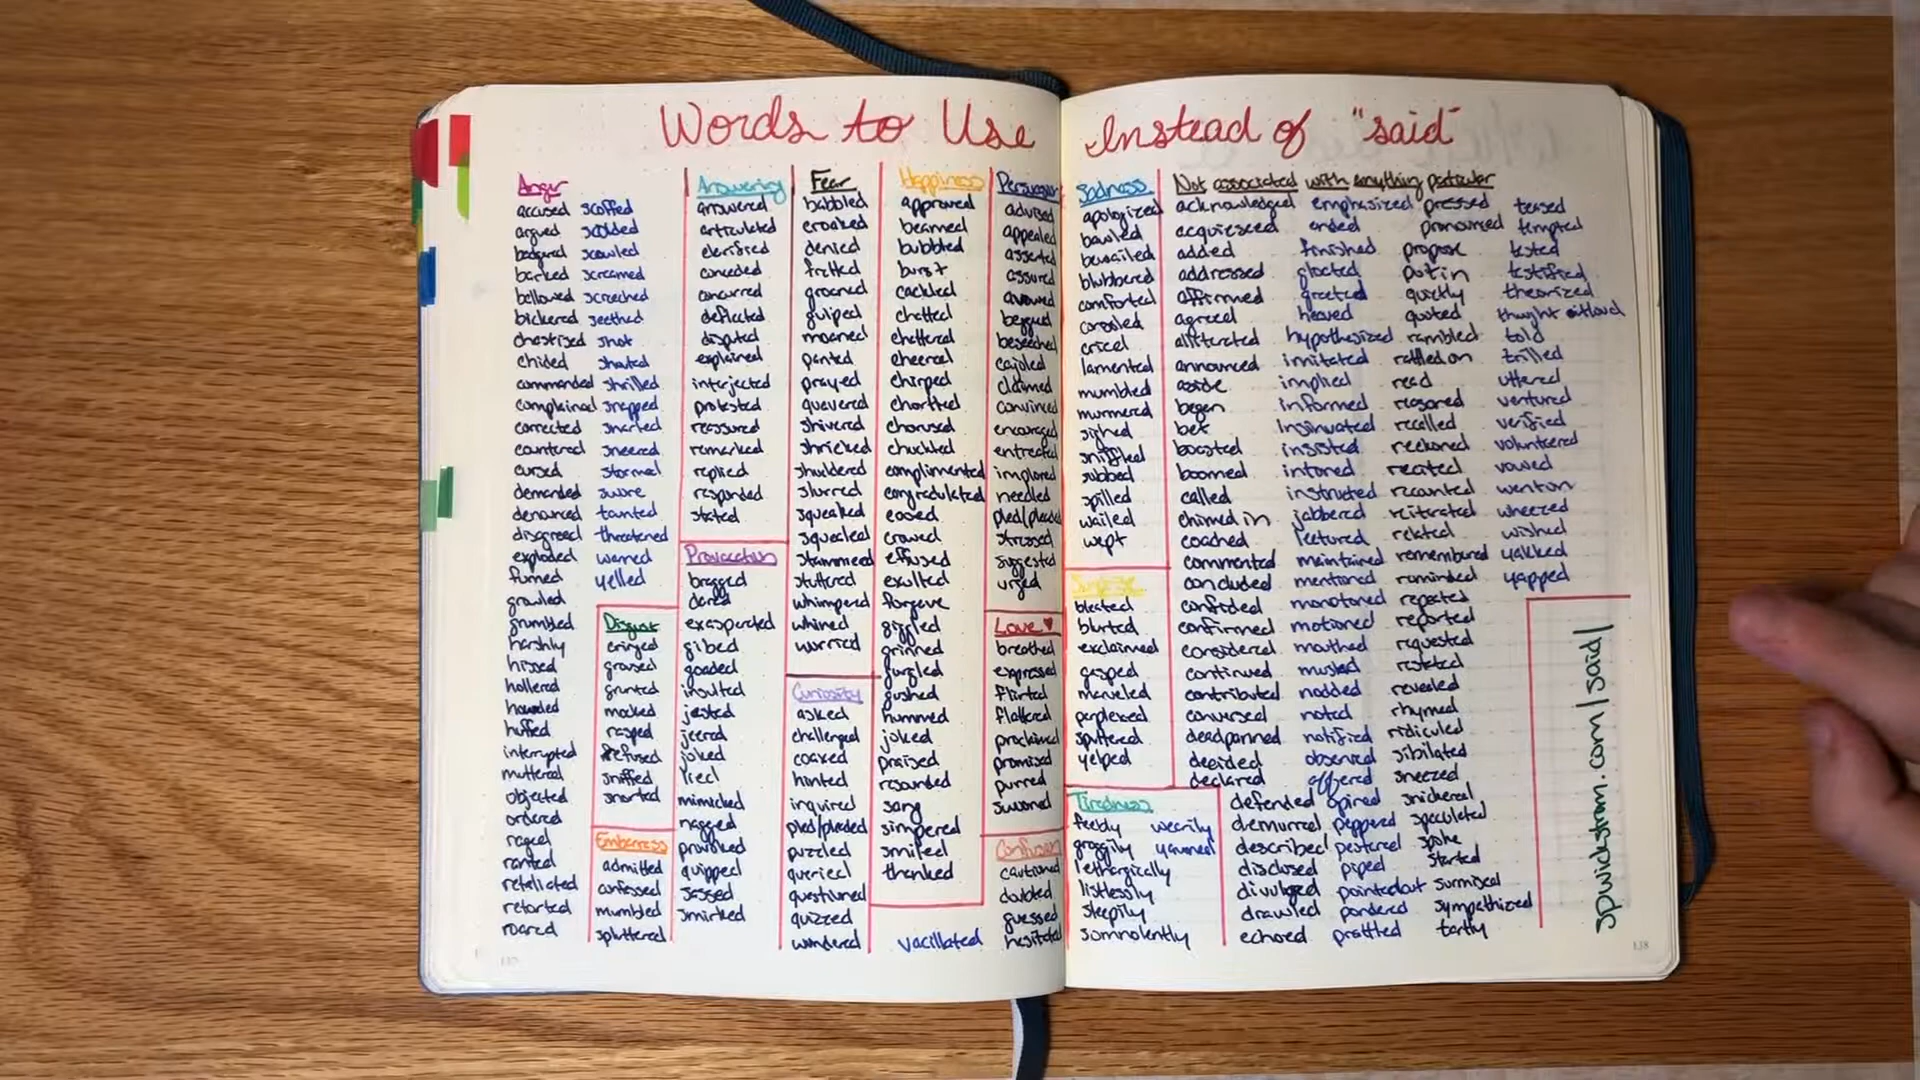 Words to Use Instead of "said"
Anger
accused scoffed
argued scolded
badgered scowled
barked screamed
bellowed screeched
bickered seethed
chastised shot
chided shouted
commanded shrilled
complained snapped
corrected snarled
countered sneered
cursed stormed
demanded swore
denounced taunted
disagreed threatened
exploded warned
fumed yelled
growled
grumbled
harshly
hissed
hollered
hounded
huffed
interrupted
muttered
objected
ordered
raged
ranted
retaliated
retorted
roared
Disgust
cringed
groused
grunted
mocked
rasped
refused
sniffed
snorted
Embarrass
admitted
confessed
mumbled
spluttered
Answering
answered
articulated
clarified
conceded
concurred
deflected
disputed
explained
interjected
protested
reassured
remarked
replied
responded
stated
Provocation
bragged
dared
exasperated
gibed
goaded
insulted
jested
jeered
joked
lied
mimicked
nagged
provoked
quipped
sassed
smirked
Fear
babbled
croaked
denied
fretted
groaned
gulped
moaned
panted
prayed
quavered
shivered
shrieked
shuddered
slurred
squeaked
squealed
stammered
stuttered
whimpered
whined
worried
Curiosity
asked
challenged
coaxed
hinted
inquired
pled/pleaded
puzzled
queried
questioned
quizzed
wondered
Happiness
approved
beamed
bubbled
burst
cackled
chatted
chattered
cheered
chirped
chortled
chorused
chuckled
complimented
congradulated
cooed
crowed
effused
exulted
forgave
giggled
grinned
gurgled
gushed
hummed
joked
praised
resounded
sang
simpered
smiled
thanked
Persuasion
advised
appealed
asserted
assured
avowed
begged
beseeched
cajoled
claimed
convinced
encouraged
entreated
implored
needled
pled/pleaded
stressed
suggested
urged
Love ♥
breathed
expressed
flirted
flattered
proclaimed
promised
purred
swooned
Confusion
cautioned
doubted
guessed
vacillated hesitated
Sadness
apologized
bawled
bewailed
blubbered
comforted
consoled
cried
lamented
mumbled
murmered
sighed
sniffled
sobbed
spilled
wailed
wept
Surprise
bleated
blurted
exclaimed
gasped
marveled
perplexed
sputtered
yelped
Tiredness
feebly wearily
groggily yawned
lethargically
listlessly
sleepily
somnolently
Not associated with anything particular
acknowledged emphasized pressed teased
acquiesced ended pronounced tempted
added finished propose tested
addressed gloated put in testified
affirmed greeted quickly theorized
agreed heaved quoted thought outloud
alliterated hypothesized rambled told
announced imitated rattled on trilled
aside implied read uttered
began informed reasoned ventured
bet insinuated recalled verified
boasted insisted reckoned volunteered
boomed intoned recited vowed
called instructed recounted went on
chimed in jabbered reiterated wheezed
coached lectured related wished
commented maintained remembered yakked
concluded mentioned reminded yapped
confided monotoned repeated
confirmed motioned reported
considered mouthed requested
continued mused restated
contributed nodded revealed
conversed noted rhymed
deadpanned notified ridiculed
decided observed sibilated
declared offered sneezed
defended opined snickered
demurred peppered speculated
described pestered spoke
disclosed piped started
divulged pointed out surmised
drawled pondered sympathized
echoed prattled tartly
spwickstrom.com/said/
137
138